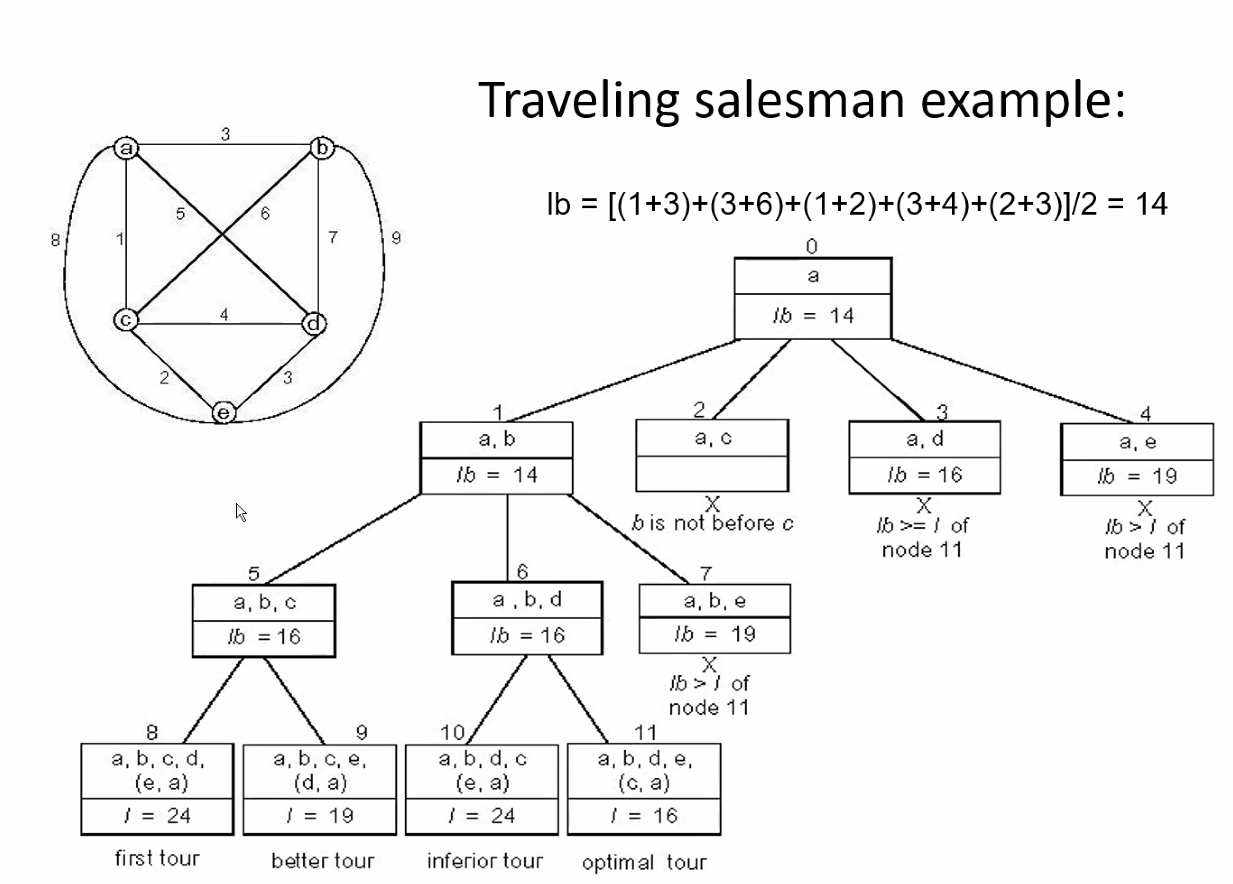 Traveling salesman example:
lb = [(1+3)+(3+6)+(1+2)+(3+4)+(2+3)]/2 = 14
3
a
b
5
6
8
1
7
9
c
4
d
2
3
e
0
a
lb = 14
1
a, b
lb = 14
2
a, c
X
b is not before c
3
a, d
lb = 16
X
lb >= l of
node 11
4
a, e
lb = 19
X
lb > l of
node 11
5
a, b, c
lb = 16
6
a , b, d
lb = 16
7
a, b, e
lb = 19
X
lb > l of
node 11
8
a, b, c, d,
(e, a)
l = 24
first tour
9
a, b, c, e,
(d, a)
l = 19
better tour
10
a, b, d, c
(e, a)
l = 24
inferior tour
11
a, b, d, e,
(c, a)
l = 16
optimal tour